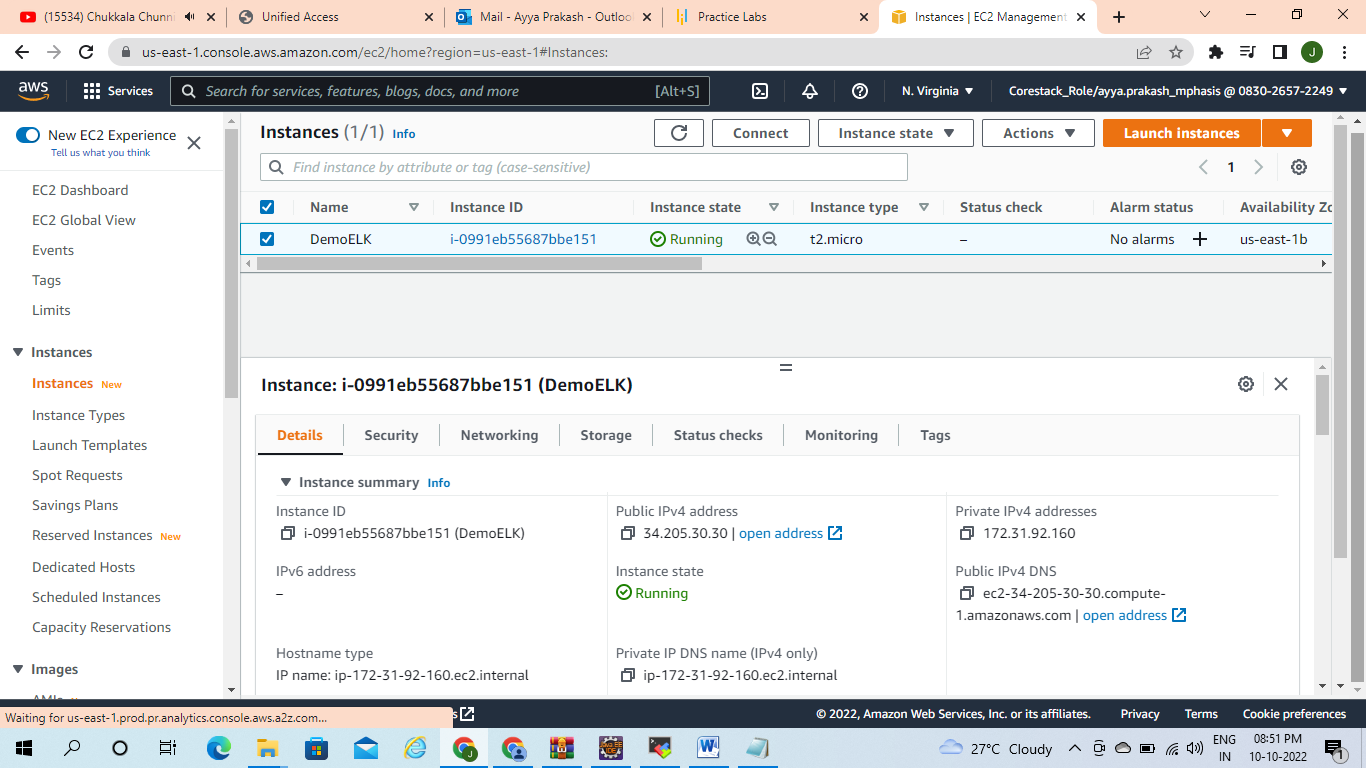 (15534) Chukkala Chunni
Unified Access
Mail - Ayya Prakash - Outloo
Practice Labs
Instances | EC2 Management
us-east-1.console.aws.amazon.com/ec2/home?region=us-east-1#Instances:
J
aws
Services
Search for services, features, blogs, docs, and more
[Alt+S]
N. Virginia
Corestack_Role/ayya.prakash_mphasis @ 0830-2657-2249
New EC2 Experience
Tell us what you think
EC2 Dashboard
EC2 Global View
Events
Tags
Limits
Instances
Instances New
Instance Types
Launch Templates
Spot Requests
Savings Plans
Reserved Instances New
Dedicated Hosts
Scheduled Instances
Capacity Reservations
Images
Instances (1/1) Info
Connect
Instance state
Actions
Launch instances
Find instance by attribute or tag (case-sensitive)
1
Name Instance ID Instance state Instance type Status check Alarm status Availability Zo
DemoELK i-0991eb55687bbe151 Running t2.micro – No alarms + us-east-1b
Instance: i-0991eb55687bbe151 (DemoELK)
Details Security Networking Storage Status checks Monitoring Tags
Instance summary Info
Instance ID
i-0991eb55687bbe151 (DemoELK)
Public IPv4 address
34.205.30.30 | open address
Private IPv4 addresses
172.31.92.160
IPv6 address
–
Instance state
Running
Public IPv4 DNS
ec2-34-205-30-30.compute-
1.amazonaws.com | open address
Hostname type
IP name: ip-172-31-92-160.ec2.internal
Private IP DNS name (IPv4 only)
ip-172-31-92-160.ec2.internal
Waiting for us-east-1.prod.pr.analytics.console.aws.a2z.com...
© 2022, Amazon Web Services, Inc. or its affiliates.
Privacy
Terms
Cookie preferences
27°C Cloudy
ENG
IN
08:51 PM
10-10-2022
1